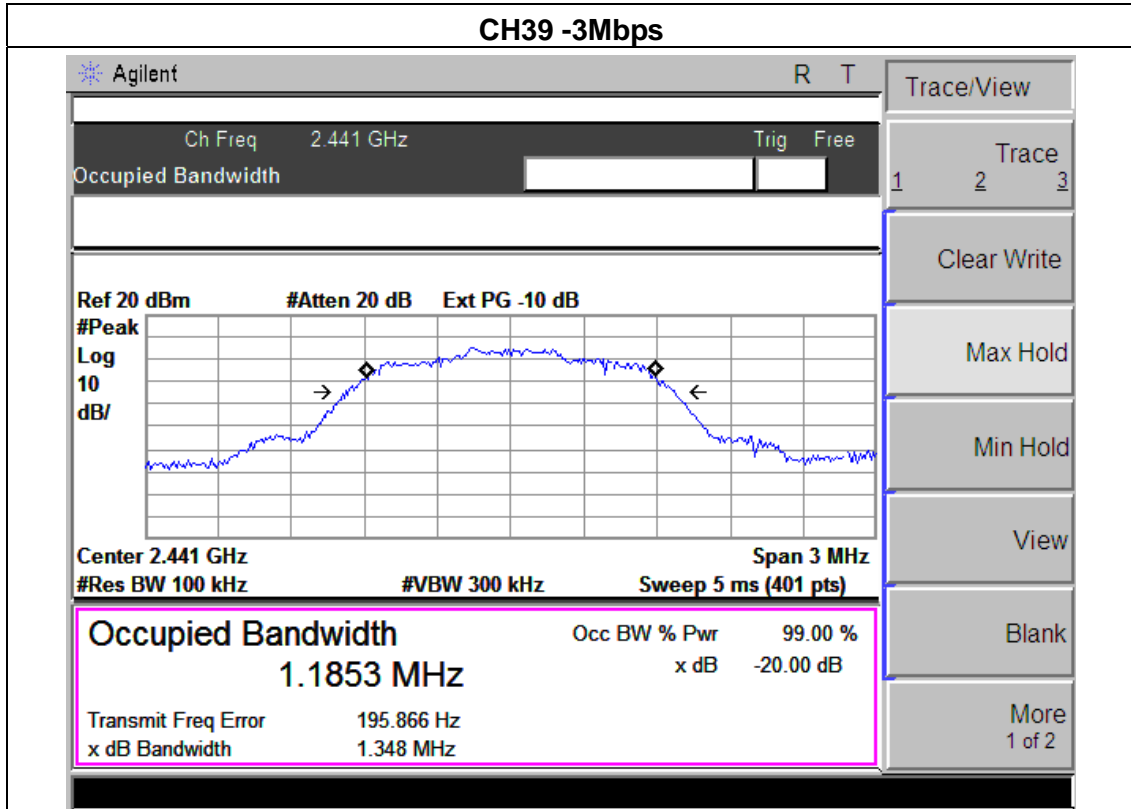 CH39 -3Mbps
Agilent R T
Trace/View
Ch Freq 2.441 GHz Trig Free
Occupied Bandwidth
Trace
1 2 3
Clear Write
Ref 20 dBm #Atten 20 dB Ext PG -10 dB
#Peak
Log
10
dB/
Max Hold
Min Hold
Center 2.441 GHz Span 3 MHz
#Res BW 100 kHz #VBW 300 kHz Sweep 5 ms (401 pts)
View
Occupied Bandwidth Occ BW % Pwr 99.00 %
1.1853 MHz x dB -20.00 dB
Transmit Freq Error 195.866 Hz
x dB Bandwidth 1.348 MHz
Blank
More
1 of 2